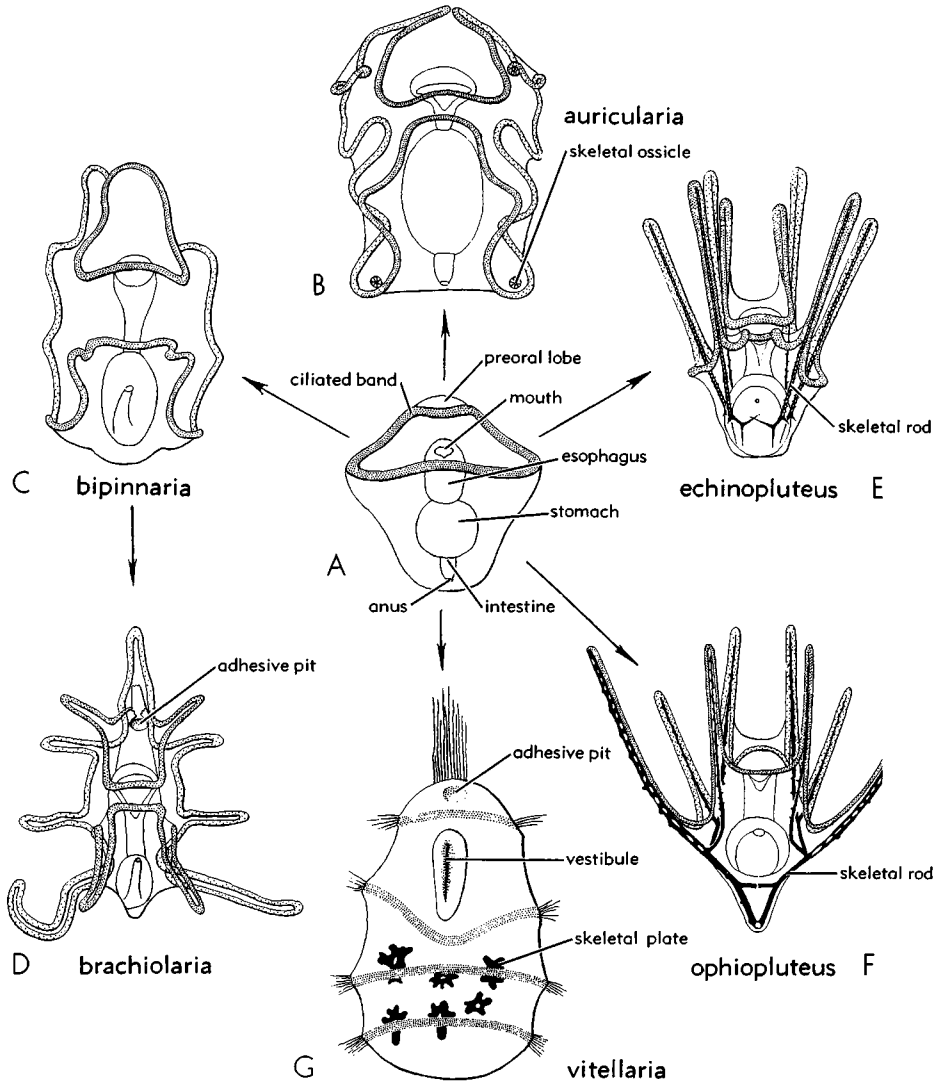 auricularia
skeletal ossicle
B
preoral lobe
ciliated band
mouth
skeletal rod
C bipinnaria
esophagus
echinopluteus E
stomach
A
anus
intestine
adhesive pit
adhesive pit
vestibule
skeletal rod
skeletal plate
D brachiolaria
ophiopluteus F
G vitellaria